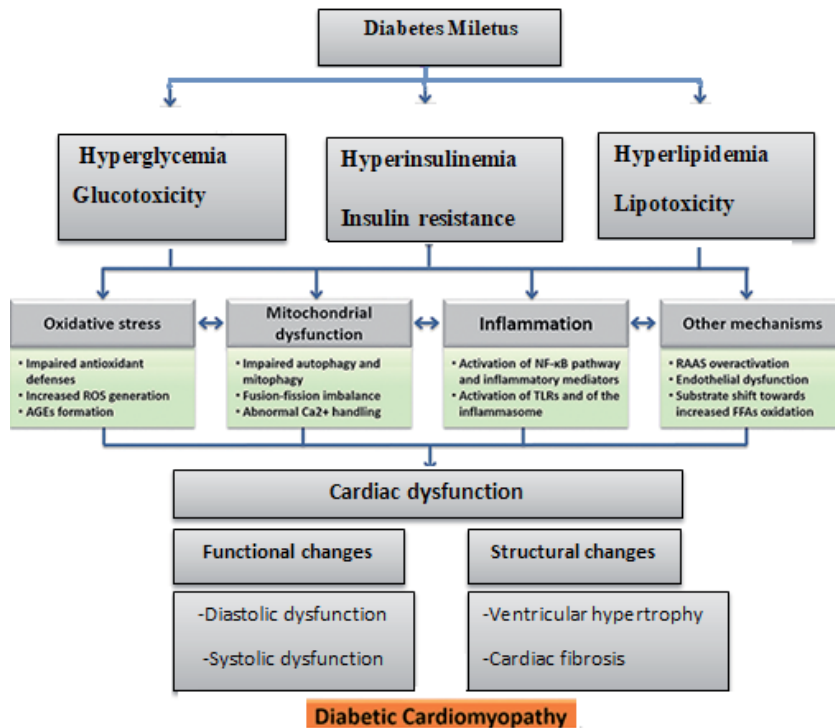 Diabetes Miletus
Hyperglycemia
Glucotoxicity
Hyperinsulinemia
Insulin resistance
Hyperlipidemia
Lipotoxicity
Oxidative stress
• Impaired antioxidant
defenses
• Increased ROS generation
• AGEs formation
Mitochondrial
dysfunction
• Impaired autophagy and
mitophagy
• Fusion-fission imbalance
• Abnormal Ca2+ handling
Inflammation
• Activation of NF-κB pathway
and inflammatory mediators
• Activation of TLRs and of the
inflammasome
Other mechanisms
• RAAS overactivation
• Endothelial dysfunction
• Substrate shift towards
increased FFAs oxidation
Cardiac dysfunction
Functional changes
-Diastolic dysfunction
-Systolic dysfunction
Structural changes
-Ventricular hypertrophy
-Cardiac fibrosis
Diabetic Cardiomyopathy